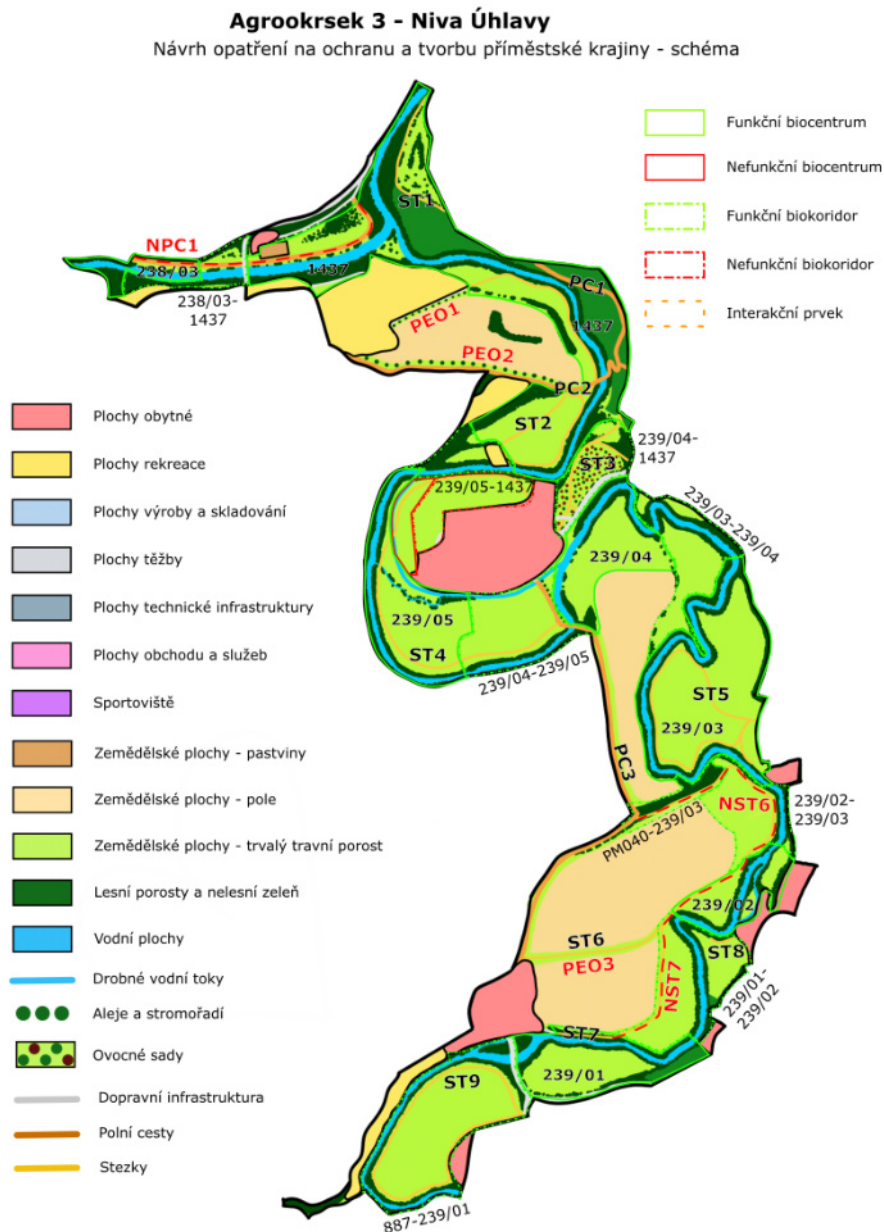 Agrookrsek 3 - Niva Úhlavy
Návrh opatření na ochranu a tvorbu příměstské krajiny - schéma
Funkční biocentrum
Nefunkční biocentrum
Funkční biokoridor
Nefunkční biokoridor
Interakční prvek
ST1
NPC1
238/03
1437
238/03-
1437
PC1
1437
PEO1
PEO2
PC2
ST2
ST3
239/04-
1437
239/05-1437
239/03-239/04
239/04
239/05
ST4
239/04-239/05
ST5
239/03
PC3
NST6
239/02-
239/03
PM040-239/03
239/02
ST6
PEO3
NST7
ST8
239/01-
239/02
ST7
239/01
ST9
887-239/01
Plochy obytné
Plochy rekreace
Plochy výroby a skladování
Plochy těžby
Plochy technické infrastruktury
Plochy obchodu a služeb
Sportoviště
Zemědělské plochy - pastviny
Zemědělské plochy - pole
Zemědělské plochy - trvalý travní porost
Lesní porosty a nelesní zeleň
Vodní plochy
Drobné vodní toky
Aleje a stromořadí
Ovocné sady
Dopravní infrastruktura
Polní cesty
Stezky